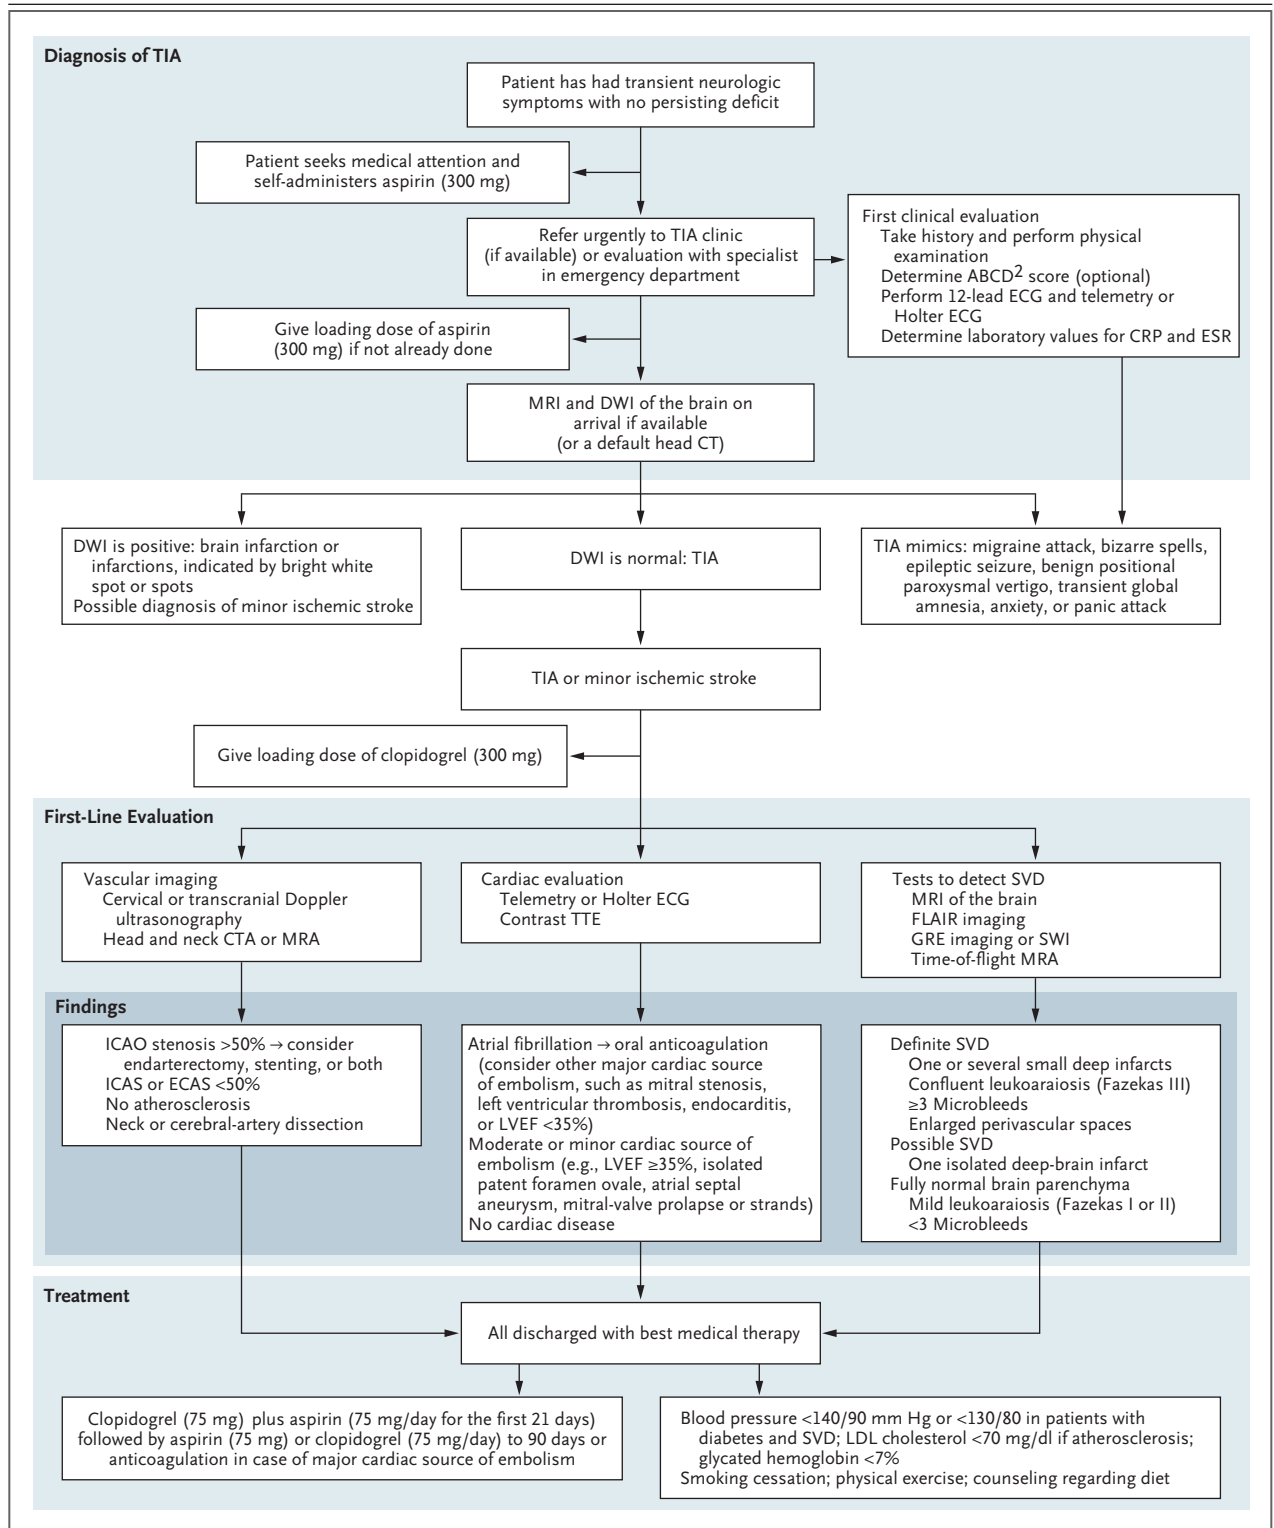 Diagnosis of TIA
Patient has had transient neurologic
symptoms with no persisting deficit
Patient seeks medical attention and
self-administers aspirin (300 mg)
Refer urgently to TIA clinic
(if available) or evaluation with specialist
in emergency department
First clinical evaluation
Take history and perform physical
examination
Determine ABCD2 score (optional)
Perform 12-lead ECG and telemetry or
Holter ECG
Determine laboratory values for CRP and ESR
Give loading dose of aspirin
(300 mg) if not already done
MRI and DWI of the brain on
arrival if available
(or a default head CT)
DWI is positive: brain infarction or
infarctions, indicated by bright white
spot or spots
Possible diagnosis of minor ischemic stroke
DWI is normal: TIA
TIA mimics: migraine attack, bizarre spells,
epileptic seizure, benign positional
paroxysmal vertigo, transient global
amnesia, anxiety, or panic attack
TIA or minor ischemic stroke
Give loading dose of clopidogrel (300 mg)
First-Line Evaluation
Vascular imaging
Cervical or transcranial Doppler
ultrasonography
Head and neck CTA or MRA
Cardiac evaluation
Telemetry or Holter ECG
Contrast TTE
Tests to detect SVD
MRI of the brain
FLAIR imaging
GRE imaging or SWI
Time-of-flight MRA
Findings
ICAO stenosis >50% → consider
endarterectomy, stenting, or both
ICAS or ECAS <50%
No atherosclerosis
Neck or cerebral-artery dissection
Atrial fibrillation → oral anticoagulation
(consider other major cardiac source
of embolism, such as mitral stenosis,
left ventricular thrombosis, endocarditis,
or LVEF <35%)
Moderate or minor cardiac source of
embolism (e.g., LVEF ≥35%, isolated
patent foramen ovale, atrial septal
aneurysm, mitral-valve prolapse or strands)
No cardiac disease
Definite SVD
One or several small deep infarcts
Confluent leukoaraiosis (Fazekas III)
≥3 Microbleeds
Enlarged perivascular spaces
Possible SVD
One isolated deep-brain infarct
Fully normal brain parenchyma
Mild leukoaraiosis (Fazekas I or II)
<3 Microbleeds
Treatment
All discharged with best medical therapy
Clopidogrel (75 mg) plus aspirin (75 mg/day for the first 21 days)
followed by aspirin (75 mg) or clopidogrel (75 mg/day) to 90 days or
anticoagulation in case of major cardiac source of embolism
Blood pressure <140/90 mm Hg or <130/80 in patients with
diabetes and SVD; LDL cholesterol <70 mg/dl if atherosclerosis;
glycated hemoglobin <7%
Smoking cessation; physical exercise; counseling regarding diet